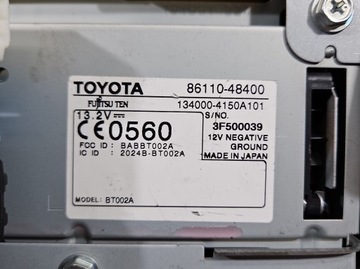 TOYOTA 86110-48400
FUJITSU TEN 134000-4150A101
13.2V S/NO.
CE0560 3F500039
12V NEGATIVE
FCC ID : BABBT002A GROUND
IC ID : 2024B-BT002A MADE IN JAPAN
MODEL: BT002A